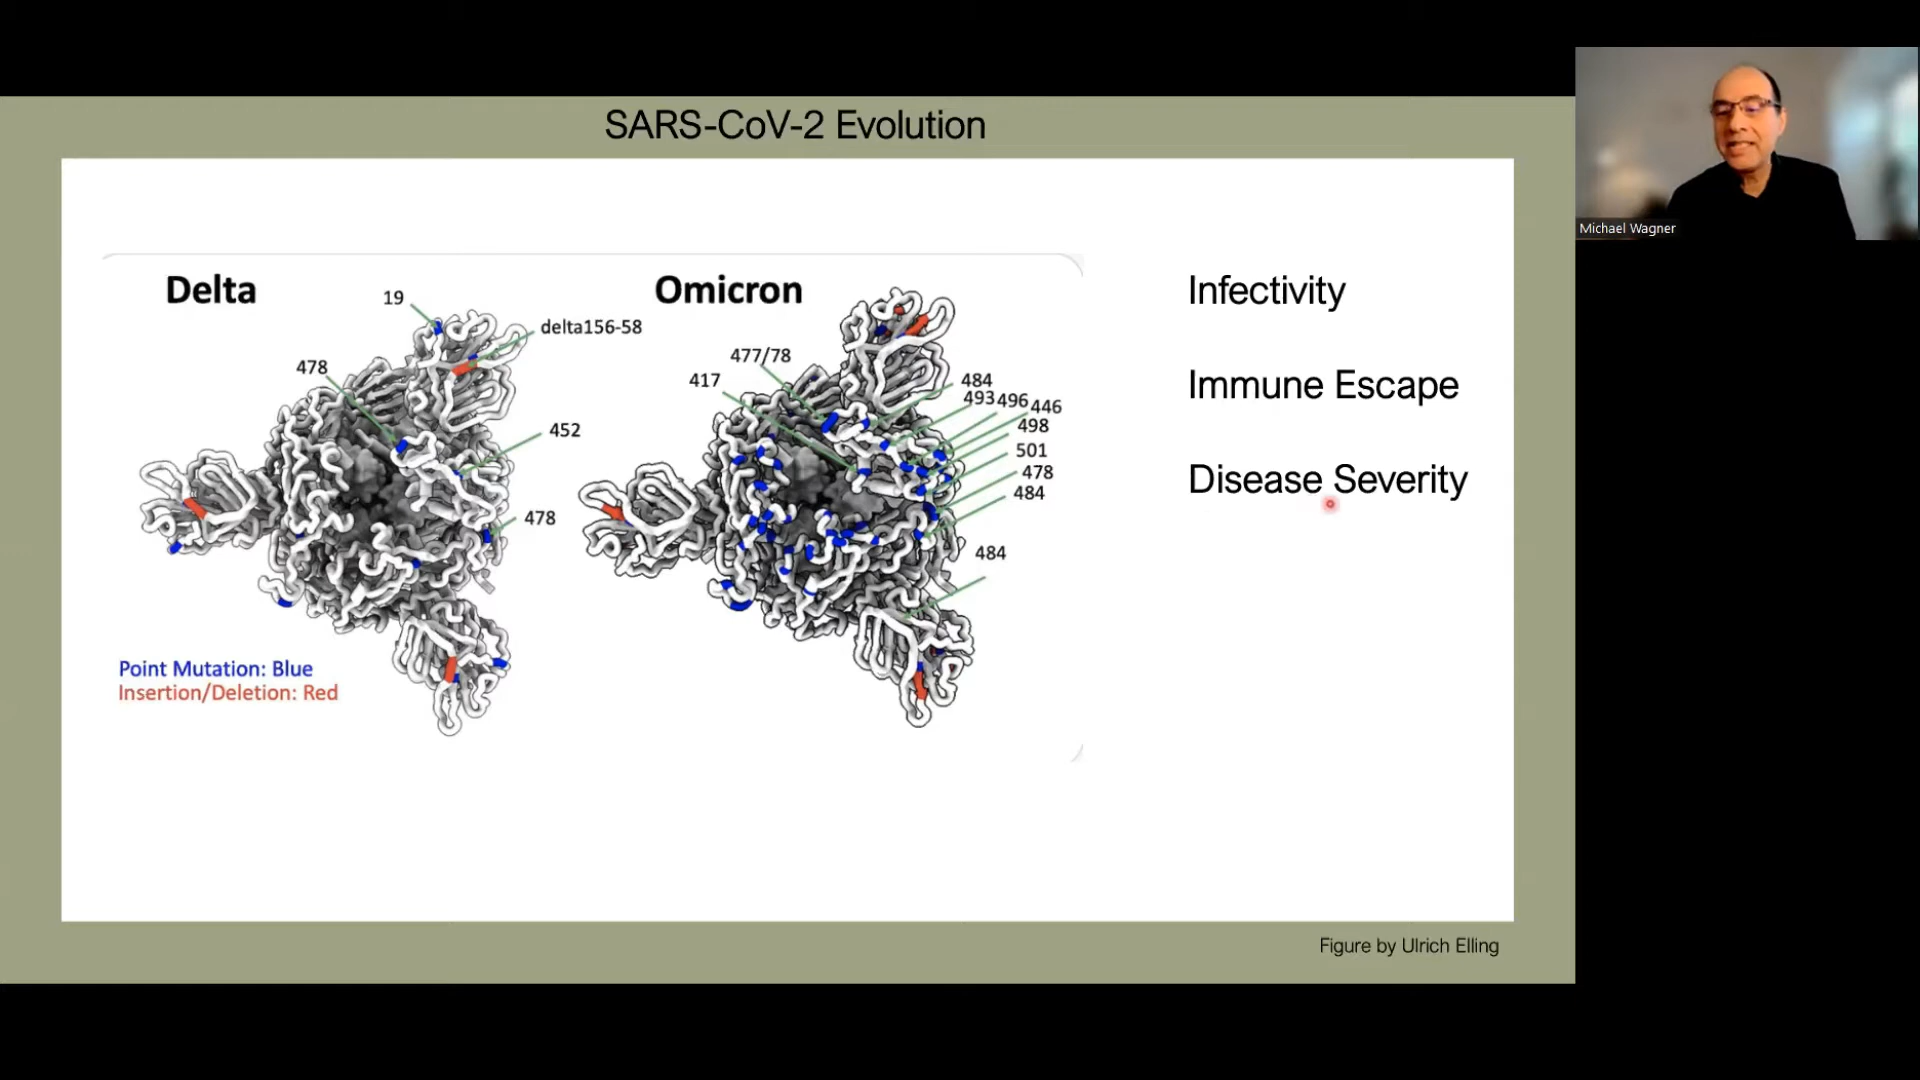 SARS-CoV-2 Evolution
Michael Wagner
Delta
19
delta156-58
478
452
478
Point Mutation: Blue
Insertion/Deletion: Red
Omicron
477/78
417
484
493
496
446
498
501
478
484
484
Infectivity
Immune Escape
Disease Severity
Figure by Ulrich Elling